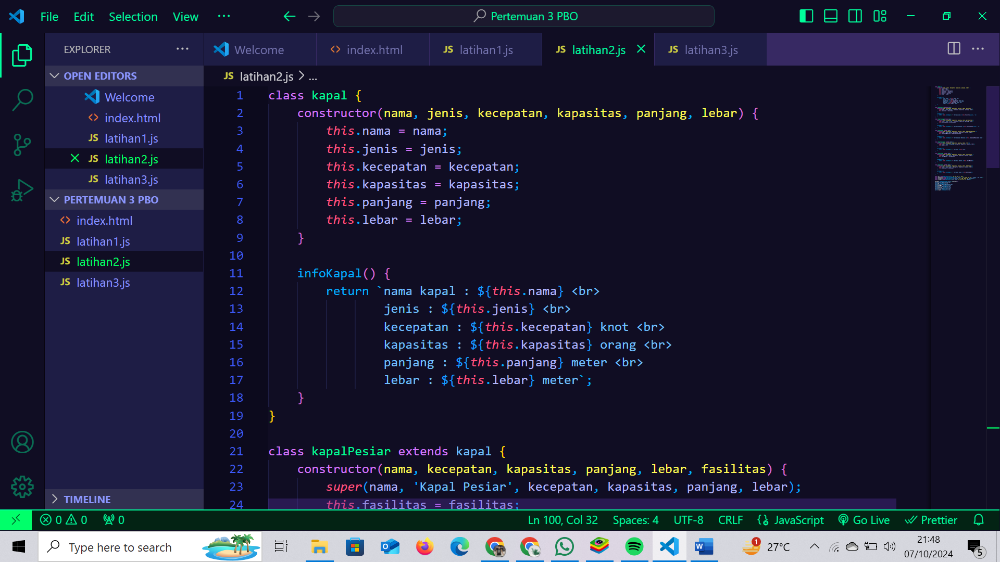 File Edit Selection View ··· Pertemuan 3 PBO
EXPLORER ···
Welcome index.html latihan1.js latihan2.js latihan3.js
OPEN EDITORS
Welcome
index.html
JS latihan1.js
JS latihan2.js
JS latihan3.js
PERTEMUAN 3 PBO
index.html
JS latihan1.js
JS latihan2.js
JS latihan3.js
TIMELINE
JS latihan2.js > ...
1 class kapal {
2 constructor(nama, jenis, kecepatan, kapasitas, panjang, lebar) {
3 this.nama = nama;
4 this.jenis = jenis;
5 this.kecepatan = kecepatan;
6 this.kapasitas = kapasitas;
7 this.panjang = panjang;
8 this.lebar = lebar;
9 }
10
11 infoKapal() {
12 return `nama kapal : ${this.nama} <br>
13 jenis : ${this.jenis} <br>
14 kecepatan : ${this.kecepatan} knot <br>
15 kapasitas : ${this.kapasitas} orang <br>
16 panjang : ${this.panjang} meter <br>
17 lebar : ${this.lebar} meter`;
18 }
19 }
20
21 class kapalPesiar extends kapal {
22 constructor(nama, kecepatan, kapasitas, panjang, lebar, fasilitas) {
23 super(nama, 'Kapal Pesiar', kecepatan, kapasitas, panjang, lebar);
24 this.fasilitas = fasilitas;
0 0 0 Ln 100, Col 32 Spaces: 4 UTF-8 CRLF JavaScript Go Live Prettier
Type here to search 1 27°C 21:48
07/10/2024 5